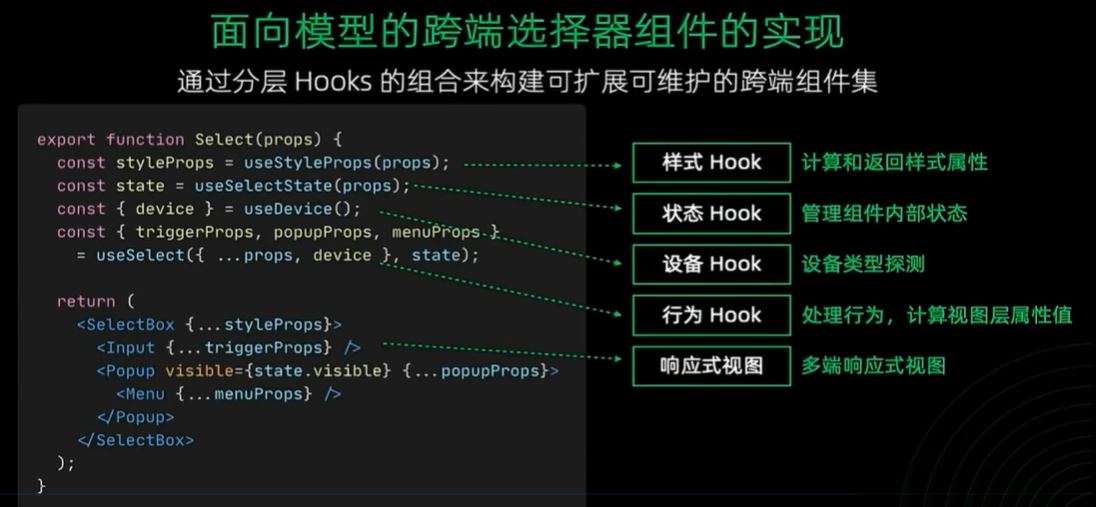 面向模型的跨端选择器组件的实现
通过分层 Hooks 的组合来构建可扩展可维护的跨端组件集
export function Select(props) {
const styleProps = useStyleProps(props);
const state = useSelectState(props);
const { device } = useDevice();
const { triggerProps, popupProps, menuProps }
= useSelect({ ...props, device }, state);
return (
<SelectBox {...styleProps}>
<Input {...triggerProps} />
<Popup visible={state.visible} {...popupProps}>
<Menu {...menuProps} />
</Popup>
</SelectBox>
);
}
样式 Hook 计算和返回样式属性
状态 Hook 管理组件内部状态
设备 Hook 设备类型探测
行为 Hook 处理行为，计算视图层属性值
响应式视图 多端响应式视图